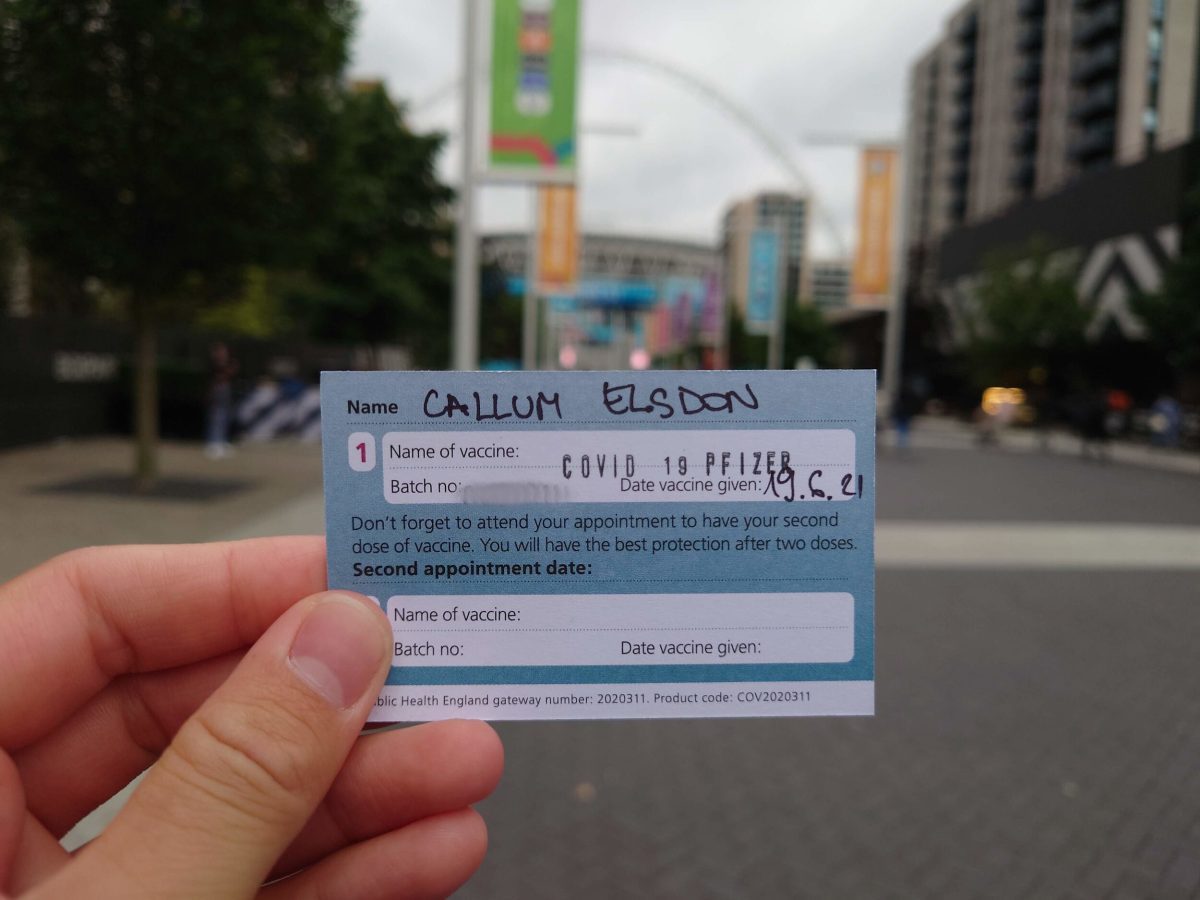 Name CALLUM ELSDON
1 Name of vaccine: COVID 19 PFIZER
Batch no: Date vaccine given: 19.6.21
Don't forget to attend your appointment to have your second
dose of vaccine. You will have the best protection after two doses.
Second appointment date:
Name of vaccine:
Batch no: Date vaccine given:
blic Health England gateway number: 2020311. Product code: COV2020311